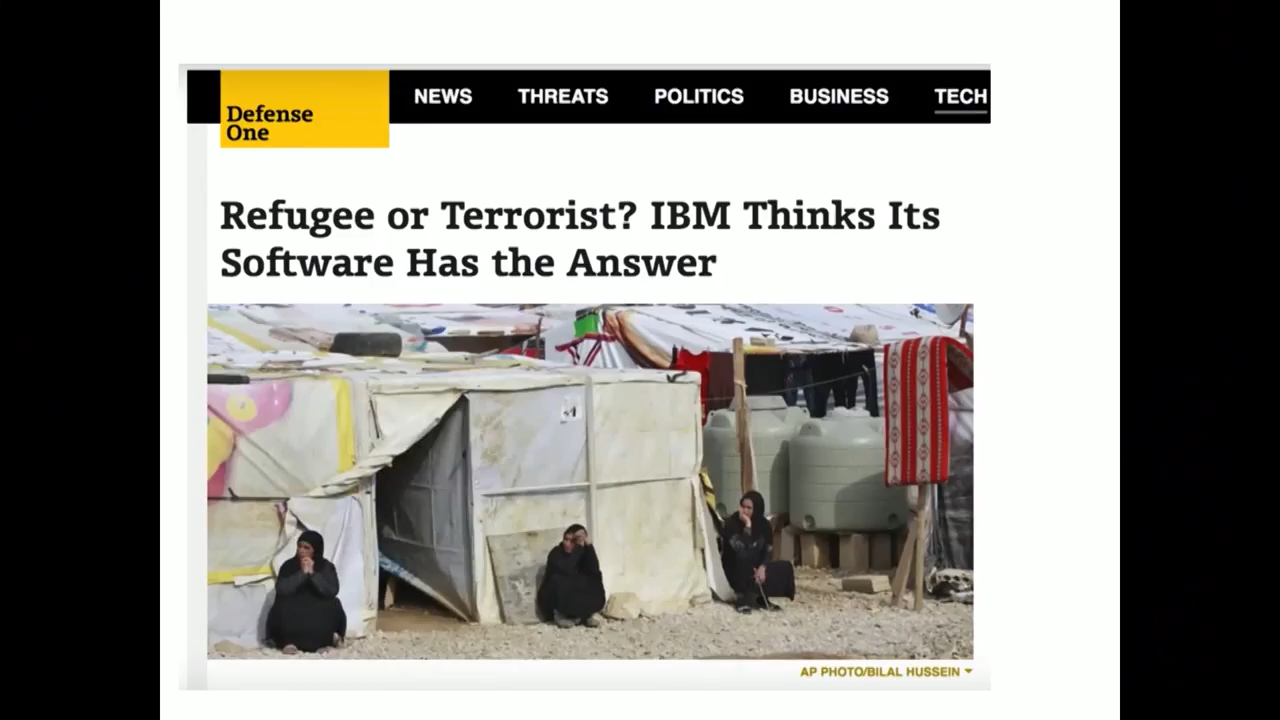 Defense
One
NEWS THREATS POLITICS BUSINESS TECH
Refugee or Terrorist? IBM Thinks Its
Software Has the Answer
AP PHOTO/BILAL HUSSEIN